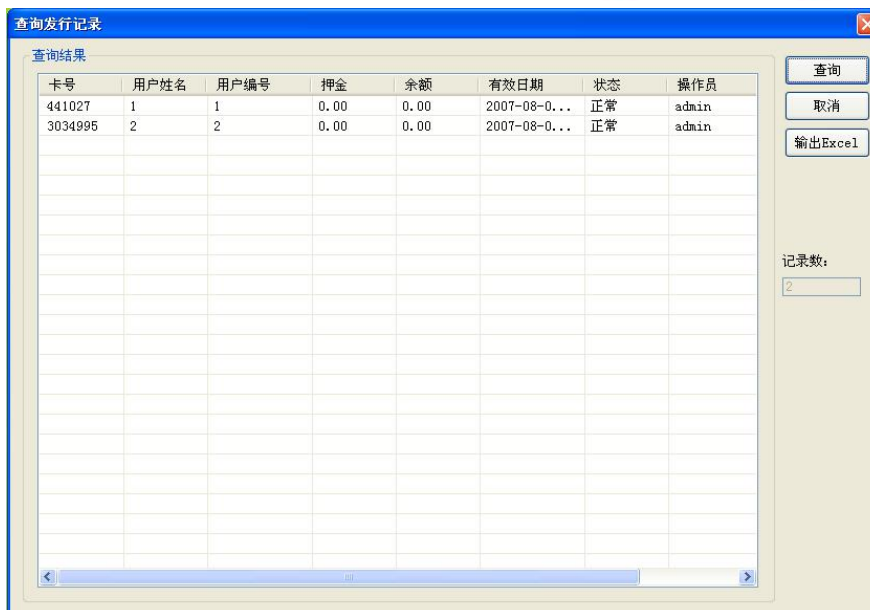 查询发行记录
查询结果
卡号 用户姓名 用户编号 押金 余额 有效日期 状态 操作员
441027 1 1 0.00 0.00 2007-08-0... 正常 admin
3034995 2 2 0.00 0.00 2007-08-0... 正常 admin
查询
取消
输出Excel
记录数：
2